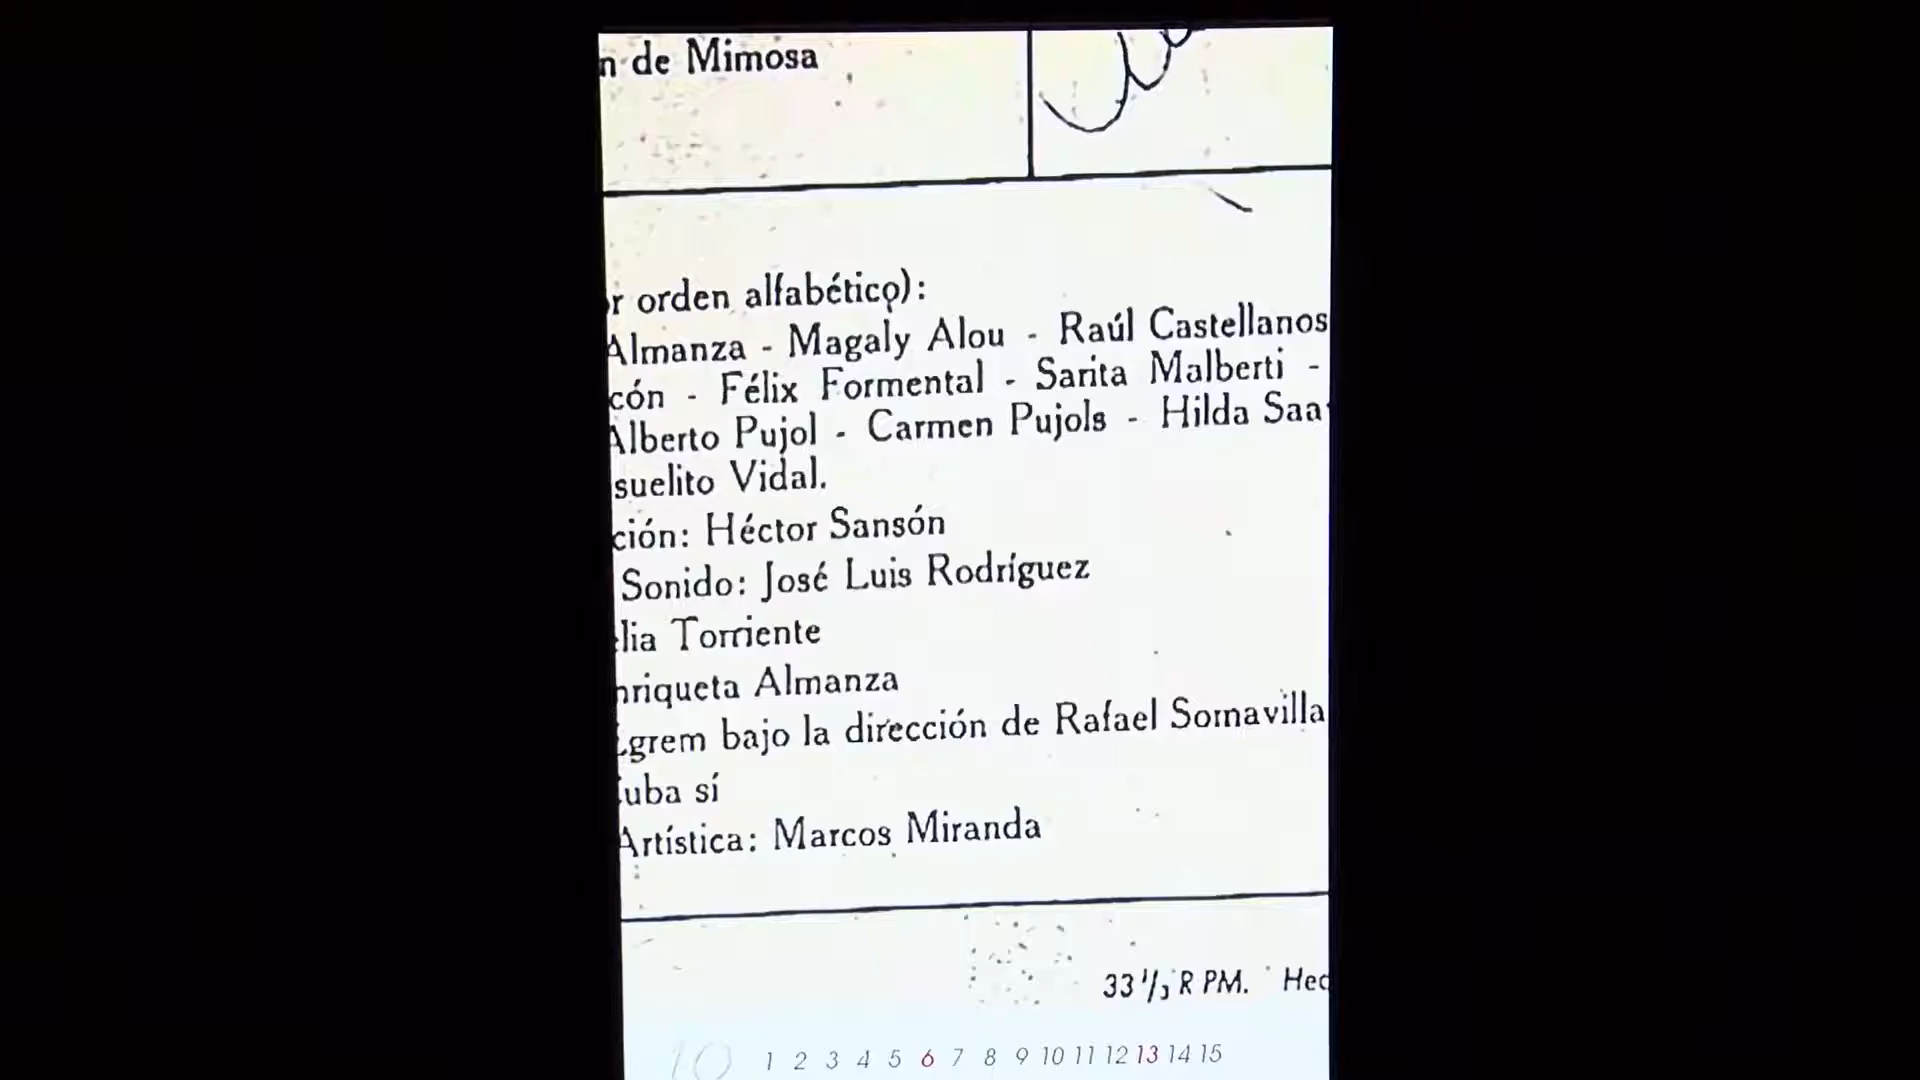 n de Mimosa
r orden alfabético):
Almanza - Magaly Alou - Raúl Castellanos
cón - Félix Formental - Sarita Malberti -
Alberto Pujol - Carmen Pujols - Hilda Saa
suelito Vidal.
ción: Héctor Sansón
Sonido: José Luis Rodríguez
elia Torriente
nriqueta Almanza
Egrem bajo la dirección de Rafael Somavilla
Cuba sí
Artística: Marcos Miranda
33 1/3 R PM. Hec
10 1 2 3 4 5 6 7 8 9 10 11 12 13 14 15